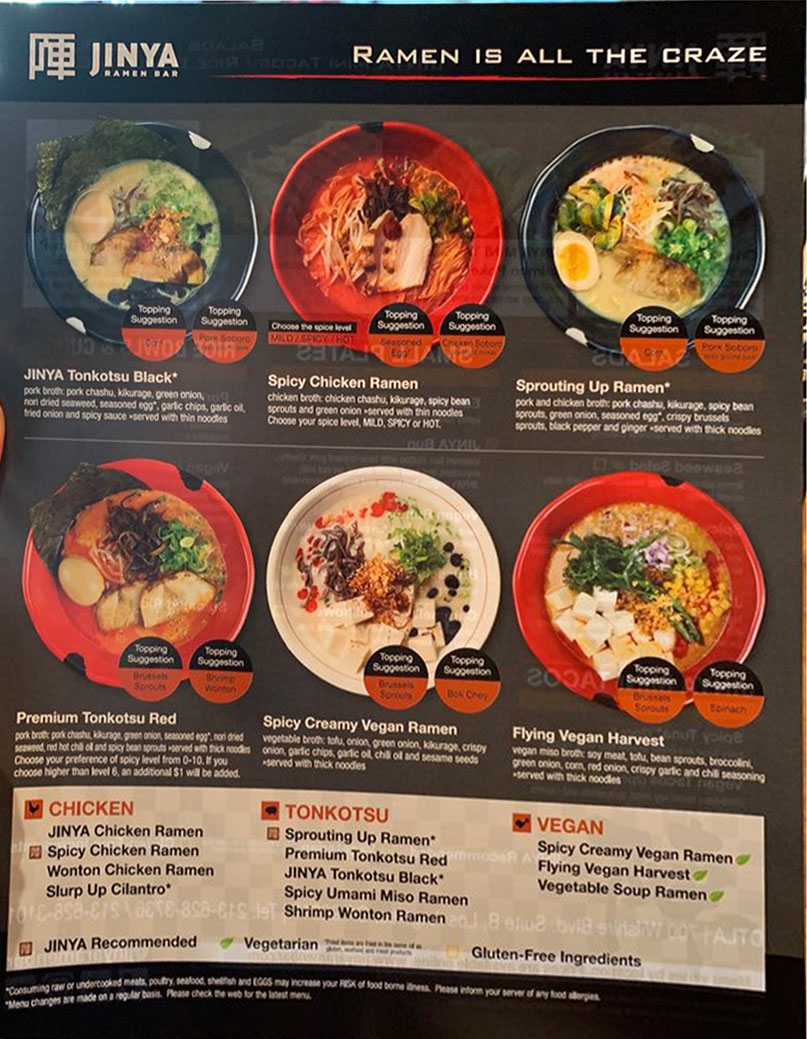 陣 JINYA
RAMEN BAR
RAMEN IS ALL THE CRAZE
Topping
Suggestion
Corn
Topping
Suggestion
Pork Soboro
Choose the spice level
MILD / SPICY / HOT
Topping
Suggestion
Seasoned
Egg*
Topping
Suggestion
Chicken Soboro
Topping
Suggestion
Corn
Topping
Suggestion
Pork Soboro
JINYA Tonkotsu Black*
pork broth: pork chashu, kikurage, green onion,
nori dried seaweed, seasoned egg*, garlic chips, garlic oil,
fried onion and spicy sauce »served with thin noodles
Spicy Chicken Ramen
chicken broth: chicken chashu, kikurage, spicy bean
sprouts and green onion »served with thin noodles
Choose your spice level, MILD, SPICY or HOT.
Sprouting Up Ramen*
pork and chicken broth: pork chashu, kikurage, spicy bean
sprouts, green onion, seasoned egg*, crispy brussels
sprouts, black pepper and ginger »served with thick noodles
Topping
Suggestion
Brussels
Sprouts
Topping
Suggestion
Shrimp
Wonton
Topping
Suggestion
Brussels
Sprouts
Topping
Suggestion
Bok Choy
Topping
Suggestion
Brussels
Sprouts
Topping
Suggestion
Spinach
Premium Tonkotsu Red
pork broth: pork chashu, kikurage, green onion, seasoned egg*, nori dried
seaweed, red hot chili oil and spicy bean sprouts »served with thick noodles
Choose your preference of spicy level from 0-10. If you
choose higher than level 6, an additional $1 will be added.
Spicy Creamy Vegan Ramen
vegetable broth: tofu, onion, green onion, kikurage, crispy
onion, garlic chips, garlic oil, chili oil and sesame seeds
»served with thick noodles
Flying Vegan Harvest
vegan miso broth: soy meat, tofu, bean sprouts, broccolini,
green onion, corn, red onion, crispy garlic and chili seasoning
»served with thick noodles
CHICKEN
JINYA Chicken Ramen
Spicy Chicken Ramen
Wonton Chicken Ramen
Slurp Up Cilantro*
TONKOTSU
Sprouting Up Ramen*
Premium Tonkotsu Red
JINYA Tonkotsu Black*
Spicy Umami Miso Ramen
Shrimp Wonton Ramen
VEGAN
Spicy Creamy Vegan Ramen
Flying Vegan Harvest
Vegetable Soup Ramen
JINYA Recommended
Vegetarian
*fried items are fried in the same oil as
gluten, seafood and meat products
Gluten-Free Ingredients
*Consuming raw or undercooked meats, poultry, seafood, shellfish and EGGS may increase your RISK of food borne illness. Please inform your server of any food allergies.
*Menu changes are made on a regular basis. Please check the web for the latest menu.